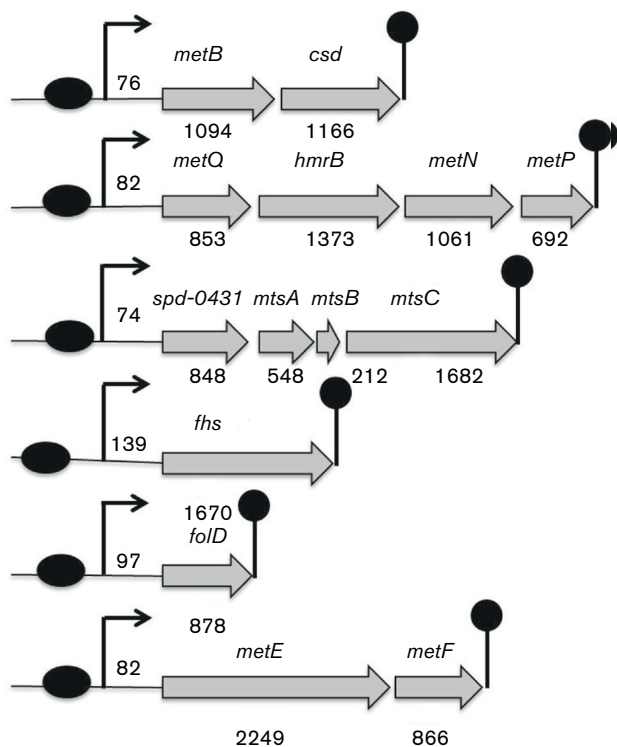 metB csd
76
1094 1166
metQ hmrB metN metP
82
853 1373 1061 692
spd-0431 mtsA mtsB mtsC
74
848 548 212 1682
fhs
139
1670
folD
97
878
metE metF
82
2249 866